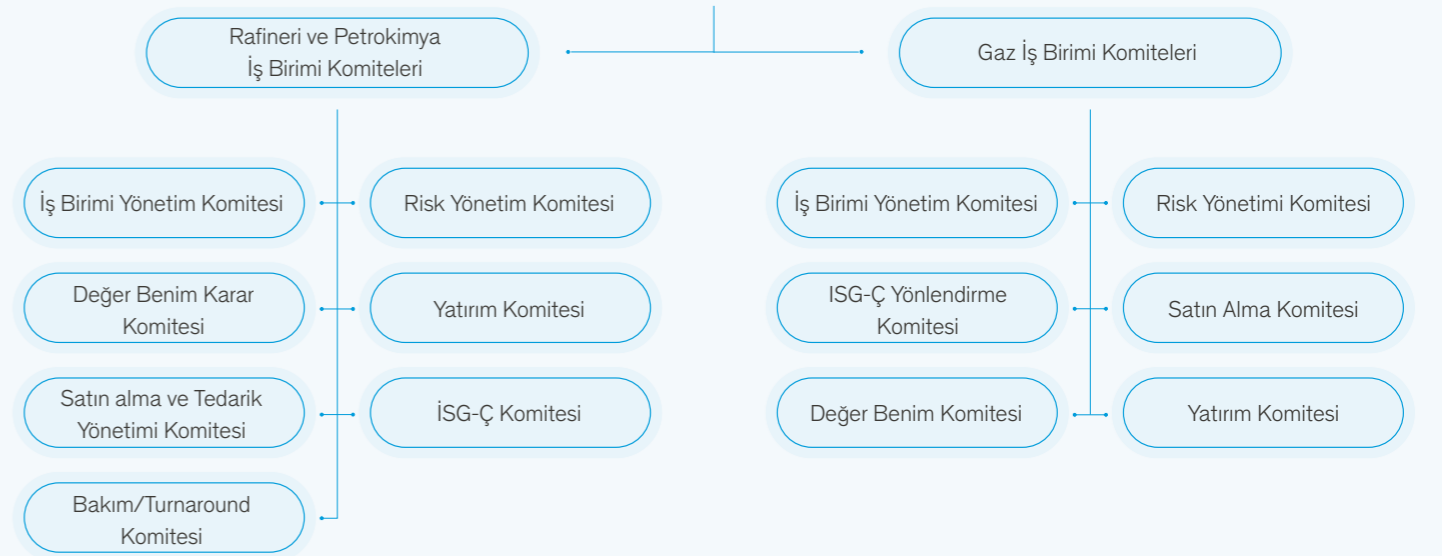 Rafineri ve Petrokimya
İş Birimi Komiteleri
Gaz İş Birimi Komiteleri
İş Birimi Yönetim Komitesi
Risk Yönetim Komitesi
Değer Benim Karar
Komitesi
Yatırım Komitesi
Satın alma ve Tedarik
Yönetimi Komitesi
İSG-Ç Komitesi
Bakım/Turnaround
Komitesi
İş Birimi Yönetim Komitesi
Risk Yönetimi Komitesi
ISG-Ç Yönlendirme
Komitesi
Satın Alma Komitesi
Değer Benim Komitesi
Yatırım Komitesi